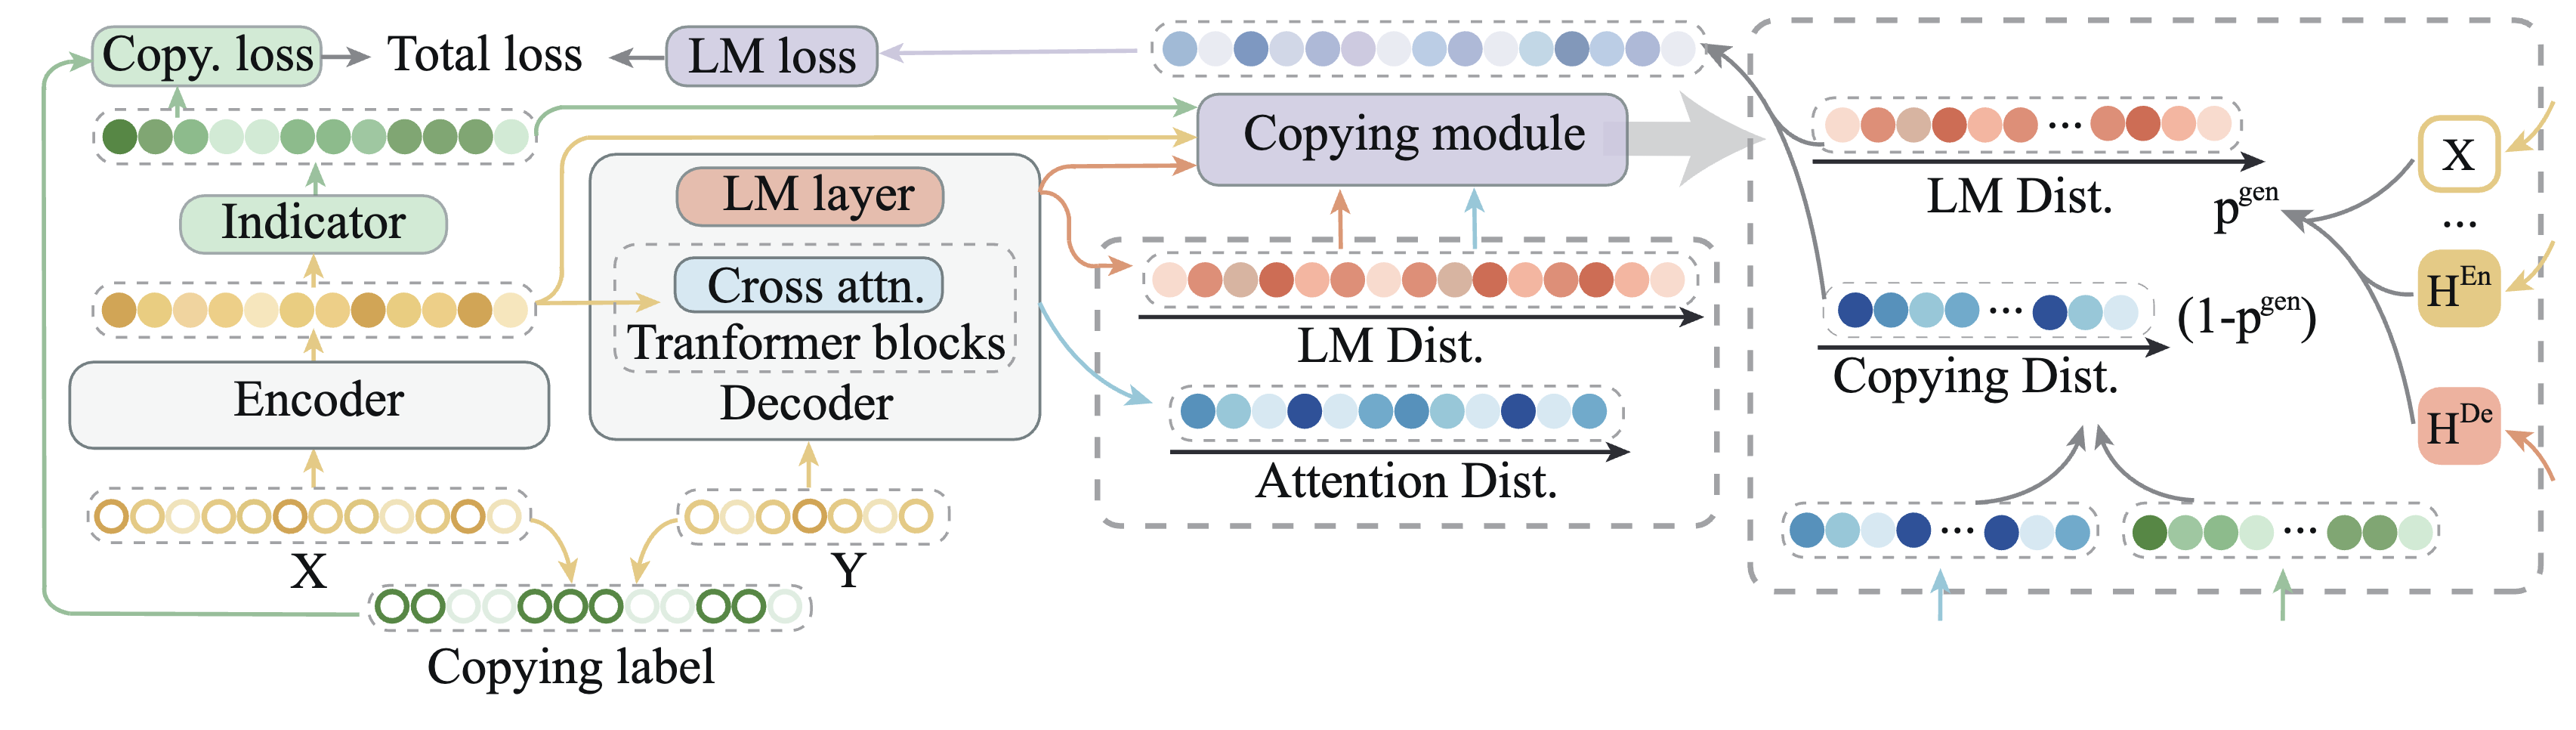 Copy. loss
Total loss
LM loss
Indicator
Encoder
X
LM layer
Cross attn.
Tranformer blocks
Decoder
Y
Copying label
Copying module
LM Dist.
Attention Dist.
LM Dist.
p^gen
Copying Dist.
(1-p^gen)
...
...
...
...
X
...
H^En
H^De